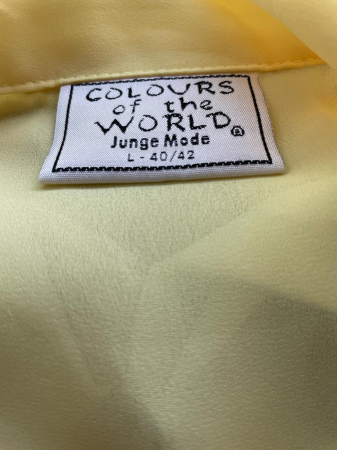 COLOURS
of the
WORLD®
Junge Mode
L - 40/42